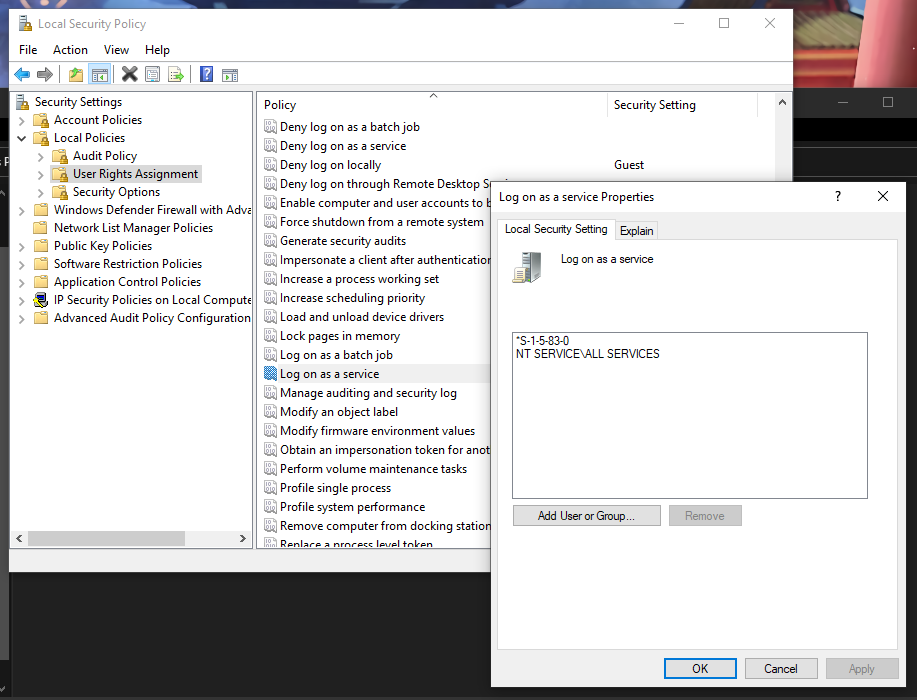 Local Security Policy
File Action View Help
Security Settings
Account Policies
Local Policies
Audit Policy
User Rights Assignment
Security Options
Windows Defender Firewall with Adva
Network List Manager Policies
Public Key Policies
Software Restriction Policies
Application Control Policies
IP Security Policies on Local Compute
Advanced Audit Policy Configuration
Policy Security Setting
Deny log on as a batch job
Deny log on as a service
Deny log on locally Guest
Deny log on through Remote Desktop S
Enable computer and user accounts to b
Force shutdown from a remote system
Generate security audits
Impersonate a client after authentication
Increase a process working set
Increase scheduling priority
Load and unload device drivers
Lock pages in memory
Log on as a batch job
Log on as a service
Manage auditing and security log
Modify an object label
Modify firmware environment values
Obtain an impersonation token for anot
Perform volume maintenance tasks
Profile single process
Profile system performance
Remove computer from docking station
Replace a process level token
Log on as a service Properties
Local Security Setting Explain
Log on as a service
*S-1-5-83-0
NT SERVICE\ALL SERVICES
Add User or Group... Remove
OK Cancel Apply